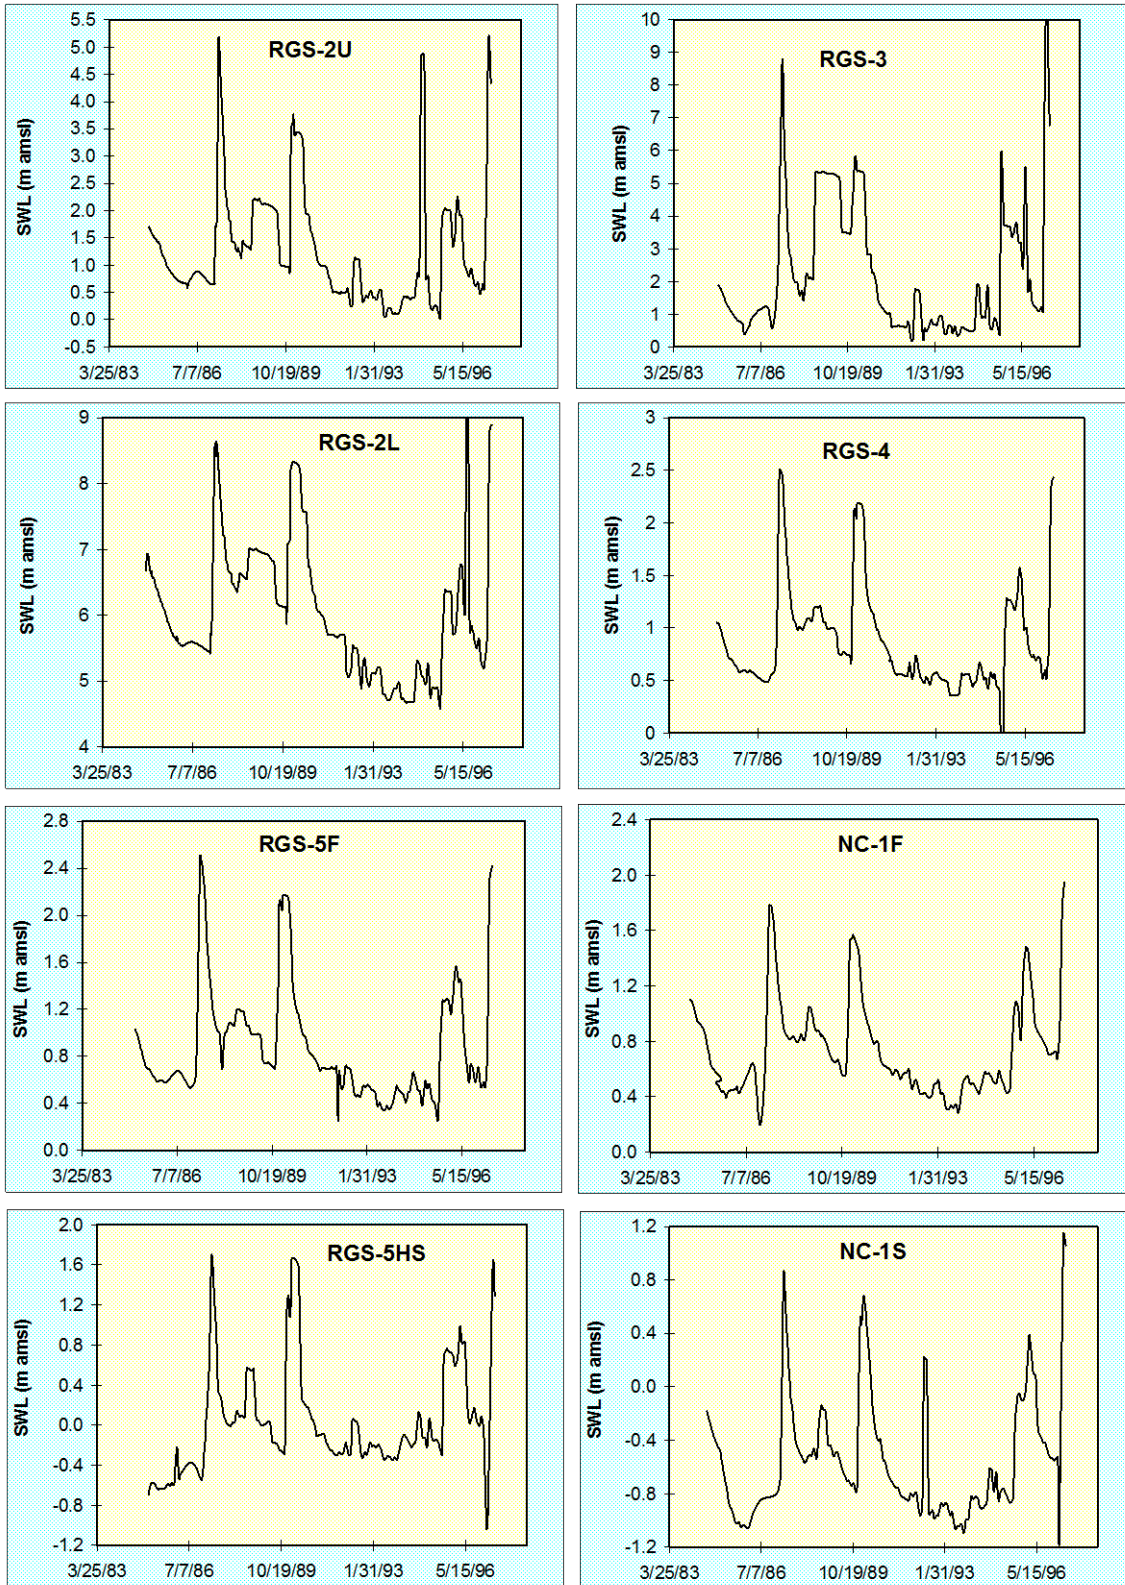 RGS-2U
SWL (m amsl)
5.5
5.0
4.5
4.0
3.5
3.0
2.5
2.0
1.5
1.0
0.5
0.0
-0.5
3/25/83 7/7/86 10/19/89 1/31/93 5/15/96
RGS-3
SWL (m amsl)
10
9
8
7
6
5
4
3
2
1
0
3/25/83 7/7/86 10/19/89 1/31/93 5/15/96
RGS-2L
SWL (m amsl)
9
8
7
6
5
4
3/25/83 7/7/86 10/19/89 1/31/93 5/15/96
RGS-4
SWL (m amsl)
3
2.5
2
1.5
1
0.5
0
3/25/83 7/7/86 10/19/89 1/31/93 5/15/96
RGS-5F
SWL (m amsl)
2.8
2.4
2.0
1.6
1.2
0.8
0.4
0.0
3/25/83 7/7/86 10/19/89 1/31/93 5/15/96
NC-1F
SWL (m amsl)
2.4
2.0
1.6
1.2
0.8
0.4
0.0
3/25/83 7/7/86 10/19/89 1/31/93 5/15/96
RGS-5HS
SWL (m amsl)
2.0
1.6
1.2
0.8
0.4
0.0
-0.4
-0.8
-1.2
3/25/83 7/7/86 10/19/89 1/31/93 5/15/96
NC-1S
SWL (m amsl)
1.2
0.8
0.4
0.0
-0.4
-0.8
-1.2
3/25/83 7/7/86 10/19/89 1/31/93 5/15/96